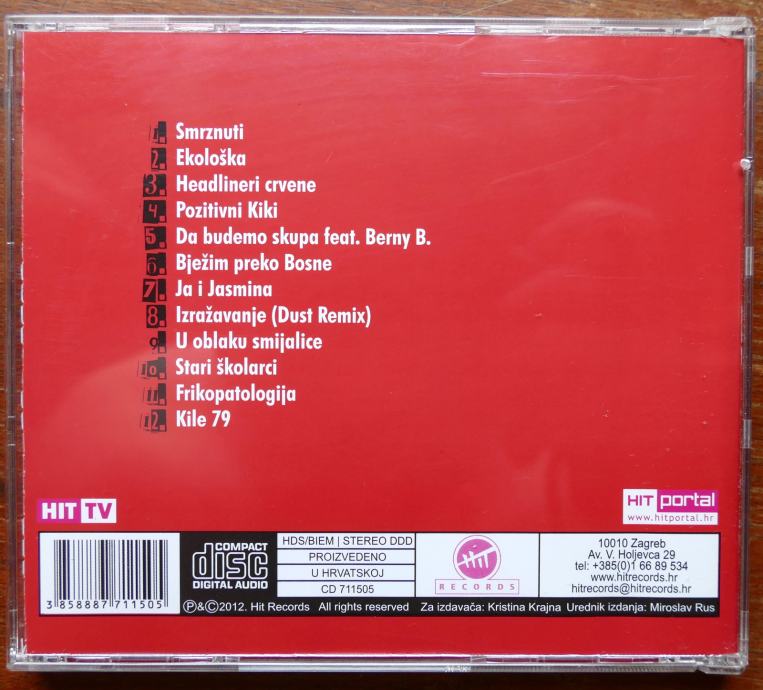 1. Smrznuti
2. Ekološka
3. Headlineri crvene
4. Pozitivni Kiki
5. Da budemo skupa feat. Berny B.
6. Bježim preko Bosne
7. Ja i Jasmina
8. Izražavanje (Dust Remix)
9. U oblaku smijalice
10. Stari školarci
11. Frikopatologija
12. Kile 79
HIT TV
HIT portal
www.hitportal.hr
3 858887 711505
COMPACT
disc
DIGITAL AUDIO
HDS/BIEM | STEREO DDD
PROIZVEDENO
U HRVATSKOJ
CD 711505
Hit
RECORDS
10010 Zagreb
Av. V. Holjevca 29
tel: +385(0)1 66 89 534
www.hitrecords.hr
hitrecords@hitrecords.hr
℗&©2012. Hit Records All rights reserved Za izdavača: Kristina Krajna Urednik izdanja: Miroslav Rus